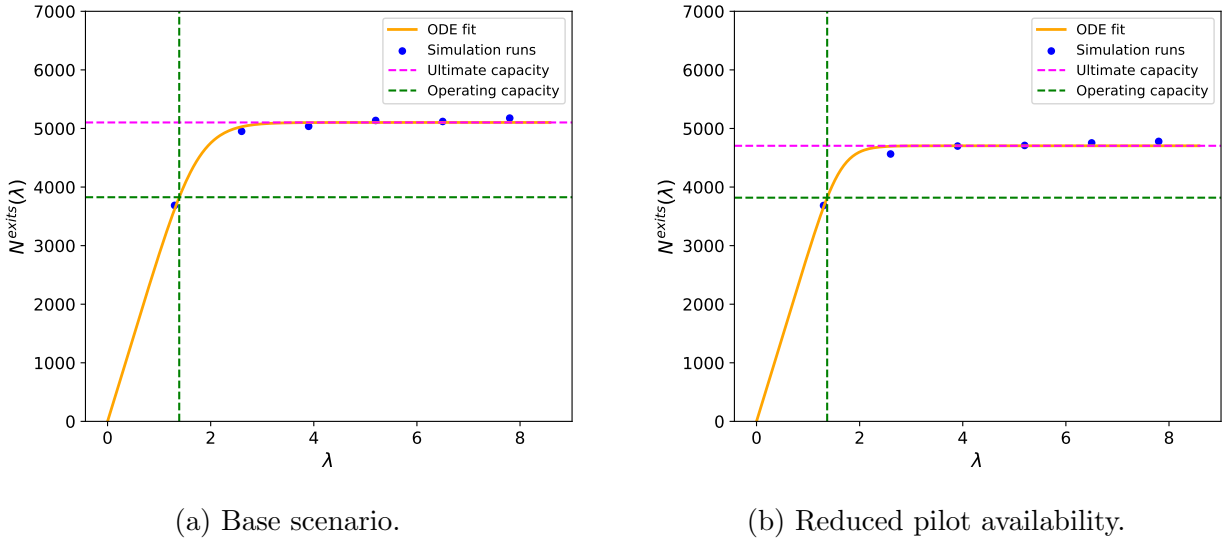 7000
6000
5000
4000
3000
2000
1000
0
N^{exits}(λ)
ODE fit
Simulation runs
Ultimate capacity
Operating capacity
0 2 4 6 8
λ
(a) Base scenario.
7000
6000
5000
4000
3000
2000
1000
0
N^{exits}(λ)
ODE fit
Simulation runs
Ultimate capacity
Operating capacity
0 2 4 6 8
λ
(b) Reduced pilot availability.